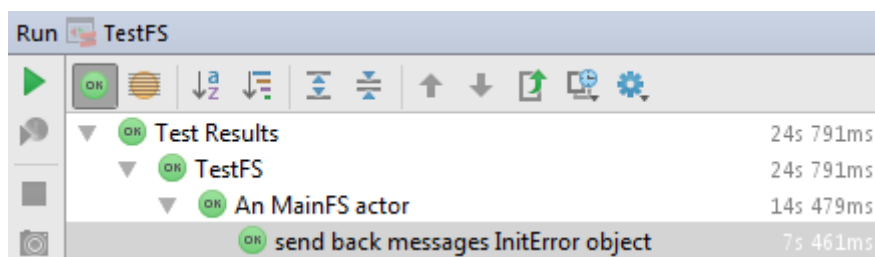 Run TestFS
OK
a
z
OK Test Results 24s 791ms
OK TestFS 24s 791ms
OK An MainFS actor 14s 479ms
OK send back messages InitError object 7s 461ms